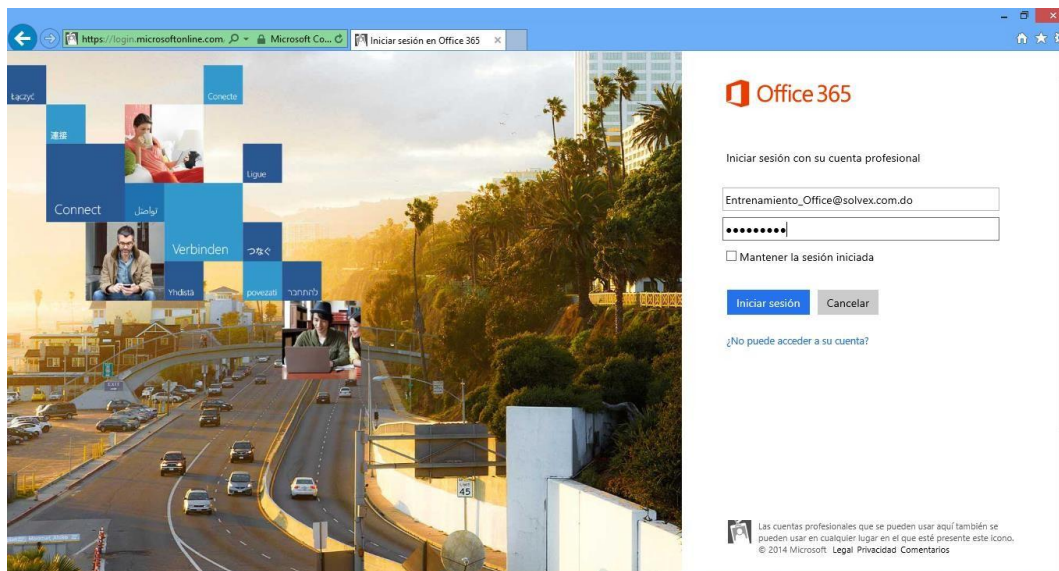 https://login.microsoftonline.com
Microsoft Co...
Iniciar sesión en Office 365
Łączyć
Conecte
連接
Ligue
Connect
تواصل
Verbinden
つなぐ
Yhdistä
povezati
להתחבר
45
Office 365
Iniciar sesión con su cuenta profesional
Entrenamiento_Office@solvex.com.do
•••••••••
Mantener la sesión iniciada
Iniciar sesión
Cancelar
¿No puede acceder a su cuenta?
Las cuentas profesionales que se pueden usar aquí también se
pueden usar en cualquier lugar en el que esté presente este icono.
© 2014 Microsoft Legal Privacidad Comentarios